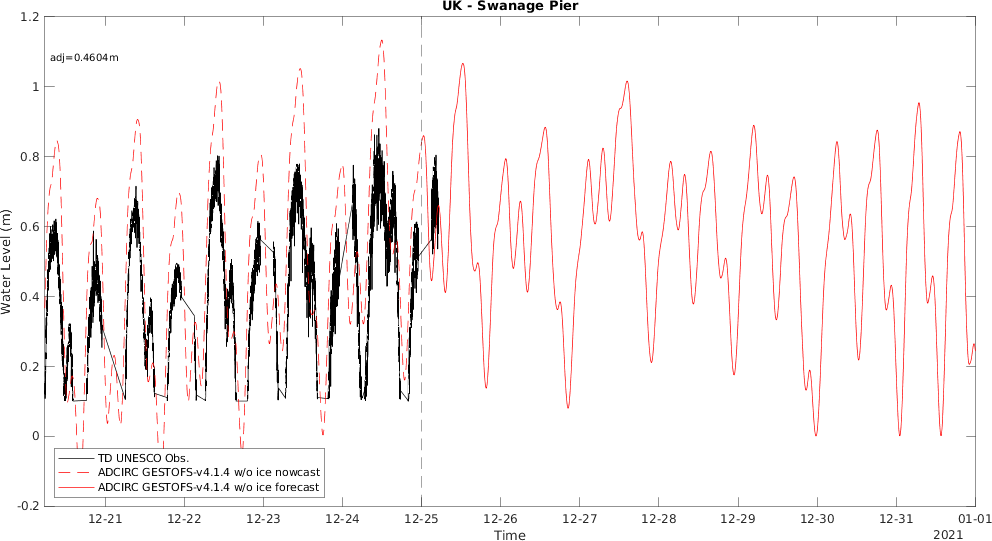 UK - Swanage Pier
adj=0.4604m
Water Level (m)
1.2
1
0.8
0.6
0.4
0.2
0
-0.2
TD UNESCO Obs.
ADCIRC GESTOFS-v4.1.4 w/o ice nowcast
ADCIRC GESTOFS-v4.1.4 w/o ice forecast
12-21 12-22 12-23 12-24 12-25 12-26 12-27 12-28 12-29 12-30 12-31 01-01
Time
2021